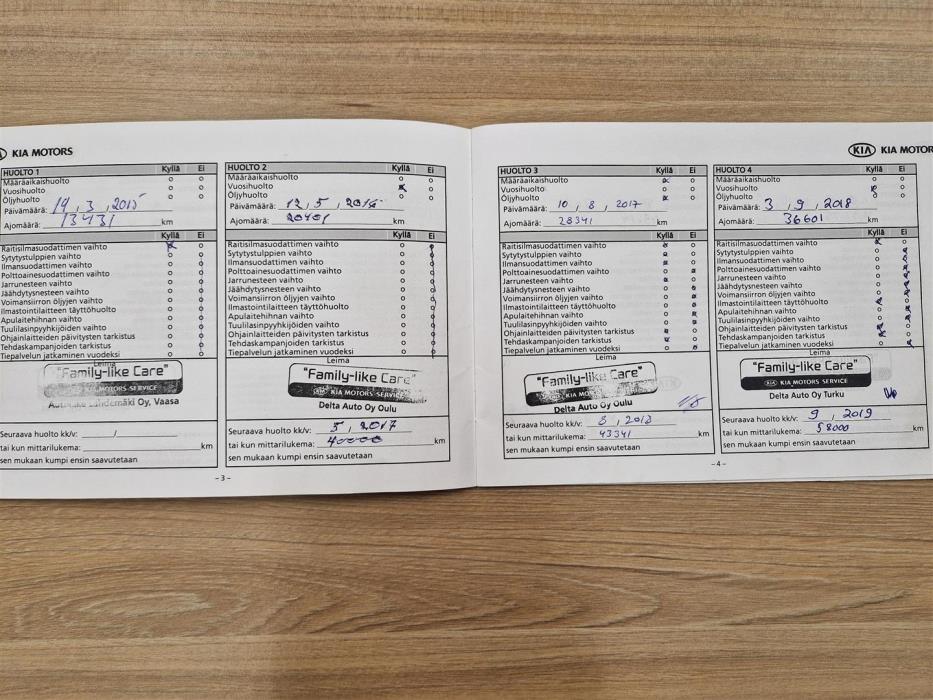 KIA MOTORS
HUOLTO 1 Kyllä Ei
Määräaikaishuolto
Vuosihuolto
Öljyhuolto
Päivämäärä: 19, 3, 2015
Ajomäärä: 13431 km
Kyllä Ei
Raitisilmasuodattimen vaihto
Sytytystulppien vaihto
Ilmansuodattimen vaihto
Polttoainesuodattimen vaihto
Jarrunesteen vaihto
Jäähdytysnesteen vaihto
Voimansiirron öljyjen vaihto
Ilmastointilaitteen täyttöhuolto
Apulaitehihnan vaihto
Tuulilasinpyyhkijöiden vaihto
Ohjainlaitteiden päivitysten tarkistus
Tehdaskampanjoiden tarkistus
Tiepalvelun jatkaminen vuodeksi
Leima
"Family-like Care"
KIA MOTORS SERVICE
Oy, Vaasa
Seuraava huolto kk/v: /
tai kun mittarilukema: km
sen mukaan kumpi ensin saavutetaan
HUOLTO 2 Kyllä Ei
Määräaikaishuolto
Vuosihuolto
Öljyhuolto
Päivämäärä: 12, 5, 2016
Ajomäärä: 20401 km
Kyllä Ei
Raitisilmasuodattimen vaihto
Sytytystulppien vaihto
Ilmansuodattimen vaihto
Polttoainesuodattimen vaihto
Jarrunesteen vaihto
Jäähdytysnesteen vaihto
Voimansiirron öljyjen vaihto
Ilmastointilaitteen täyttöhuolto
Apulaitehihnan vaihto
Tuulilasinpyyhkijöiden vaihto
Ohjainlaitteiden päivitysten tarkistus
Tehdaskampanjoiden tarkistus
Tiepalvelun jatkaminen vuodeksi
Leima
"Family-like Care"
KIA MOTORS SERVICE
Delta Auto Oy Oulu
Seuraava huolto kk/v: 5, 2017
tai kun mittarilukema: 40000 km
sen mukaan kumpi ensin saavutetaan
- 3 -
KIA KIA MOTOR
HUOLTO 3 Kyllä Ei
Määräaikaishuolto
Vuosihuolto
Öljyhuolto
Päivämäärä: 10, 8, 2017
Ajomäärä: 28341 km
Kyllä Ei
Raitisilmasuodattimen vaihto
Sytytystulppien vaihto
Ilmansuodattimen vaihto
Polttoainesuodattimen vaihto
Jarrunesteen vaihto
Jäähdytysnesteen vaihto
Voimansiirron öljyjen vaihto
Ilmastointilaitteen täyttöhuolto
Apulaitehihnan vaihto
Tuulilasinpyyhkijöiden vaihto
Ohjainlaitteiden päivitysten tarkistus
Tehdaskampanjoiden tarkistus
Tiepalvelun jatkaminen vuodeksi
Leima
"Family-like Care"
KIA MO
Delta Auto Oy Oulu
Seuraava huolto kk/v: 8, 2018
tai kun mittarilukema: 43341 km
sen mukaan kumpi ensin saavutetaan
HUOLTO 4 Kyllä Ei
Määräaikaishuolto
Vuosihuolto
Öljyhuolto
Päivämäärä: 3, 9, 2018
Ajomäärä: 36601 km
Kyllä Ei
Raitisilmasuodattimen vaihto
Sytytystulppien vaihto
Ilmansuodattimen vaihto
Polttoainesuodattimen vaihto
Jarrunesteen vaihto
Jäähdytysnesteen vaihto
Voimansiirron öljyjen vaihto
Ilmastointilaitteen täyttöhuolto
Apulaitehihnan vaihto
Tuulilasinpyyhkijöiden vaihto
Ohjainlaitteiden päivitysten tarkistus
Tehdaskampanjoiden tarkistus
Tiepalvelun jatkaminen vuodeksi
Leima
"Family-like Care"
KIA KIA MOTORS SERVICE
Delta Auto Oy Turku
Seuraava huolto kk/v: 9, 2019
tai kun mittarilukema: 58000 km
sen mukaan kumpi ensin saavutetaan
- 4 -